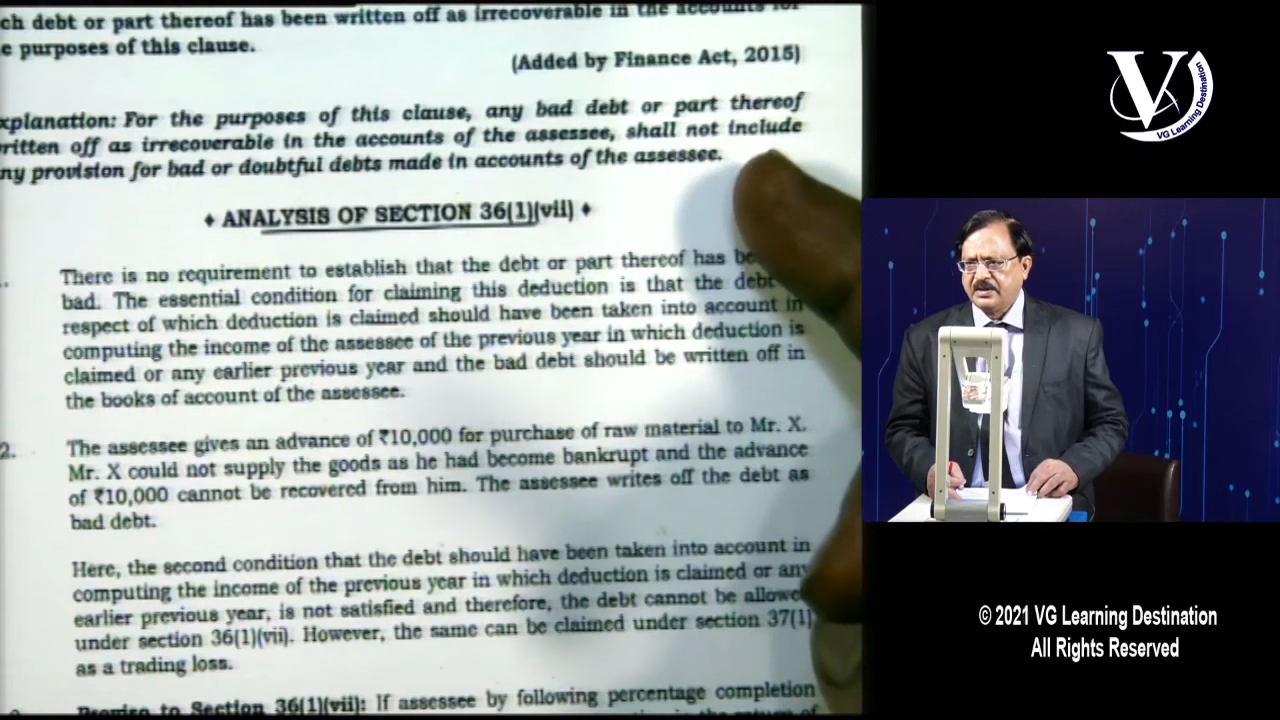 ch debt or part thereof has been written off as irrecoverable in the accounts for
e purposes of this clause.
(Added by Finance Act, 2015)
xplanation: For the purposes of this clause, any bad debt or part thereof
ritten off as irrecoverable in the accounts of the assessee, shall not include
ny provision for bad or doubtful debts made in accounts of the assessee.
♦ ANALYSIS OF SECTION 36(1)(vii) ♦
There is no requirement to establish that the debt or part thereof has be
bad. The essential condition for claiming this deduction is that the debt
respect of which deduction is claimed should have been taken into account in
computing the income of the assessee of the previous year in which deduction is
claimed or any earlier previous year and the bad debt should be written off in
the books of account of the assessee.
2. The assessee gives an advance of ₹10,000 for purchase of raw material to Mr. X.
Mr. X could not supply the goods as he had become bankrupt and the advance
of ₹10,000 cannot be recovered from him. The assessee writes off the debt as
bad debt.
Here, the second condition that the debt should have been taken into account in
computing the income of the previous year in which deduction is claimed or any
earlier previous year, is not satisfied and therefore, the debt cannot be allowe
under section 36(1)(vii). However, the same can be claimed under section 37(1)
as a trading loss.
to Section 36(1)(vii): If assessee by following percentage completion
V
VG Learning Destination
© 2021 VG Learning Destination
All Rights Reserved